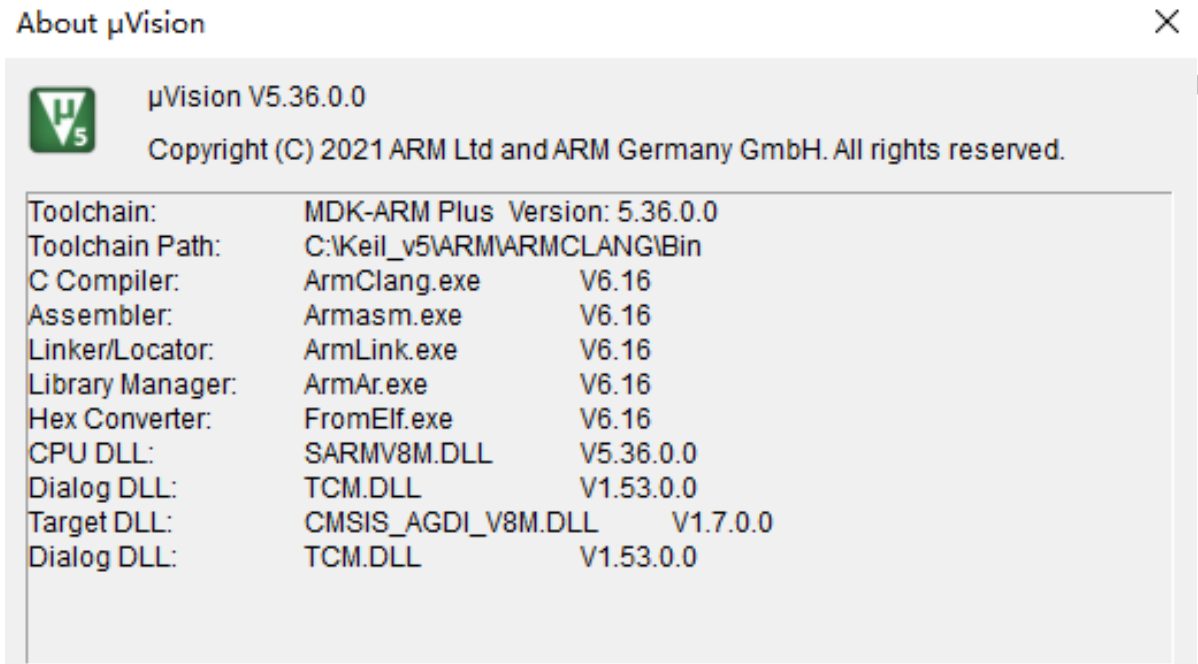 About µVision
µVision V5.36.0.0
Copyright (C) 2021 ARM Ltd and ARM Germany GmbH. All rights reserved.
Toolchain: MDK-ARM Plus Version: 5.36.0.0
Toolchain Path: C:\Keil_v5\ARM\ARMCLANG\Bin
C Compiler: ArmClang.exe V6.16
Assembler: Armasm.exe V6.16
Linker/Locator: ArmLink.exe V6.16
Library Manager: ArmAr.exe V6.16
Hex Converter: FromElf.exe V6.16
CPU DLL: SARMV8M.DLL V5.36.0.0
Dialog DLL: TCM.DLL V1.53.0.0
Target DLL: CMSIS_AGDI_V8M.DLL V1.7.0.0
Dialog DLL: TCM.DLL V1.53.0.0